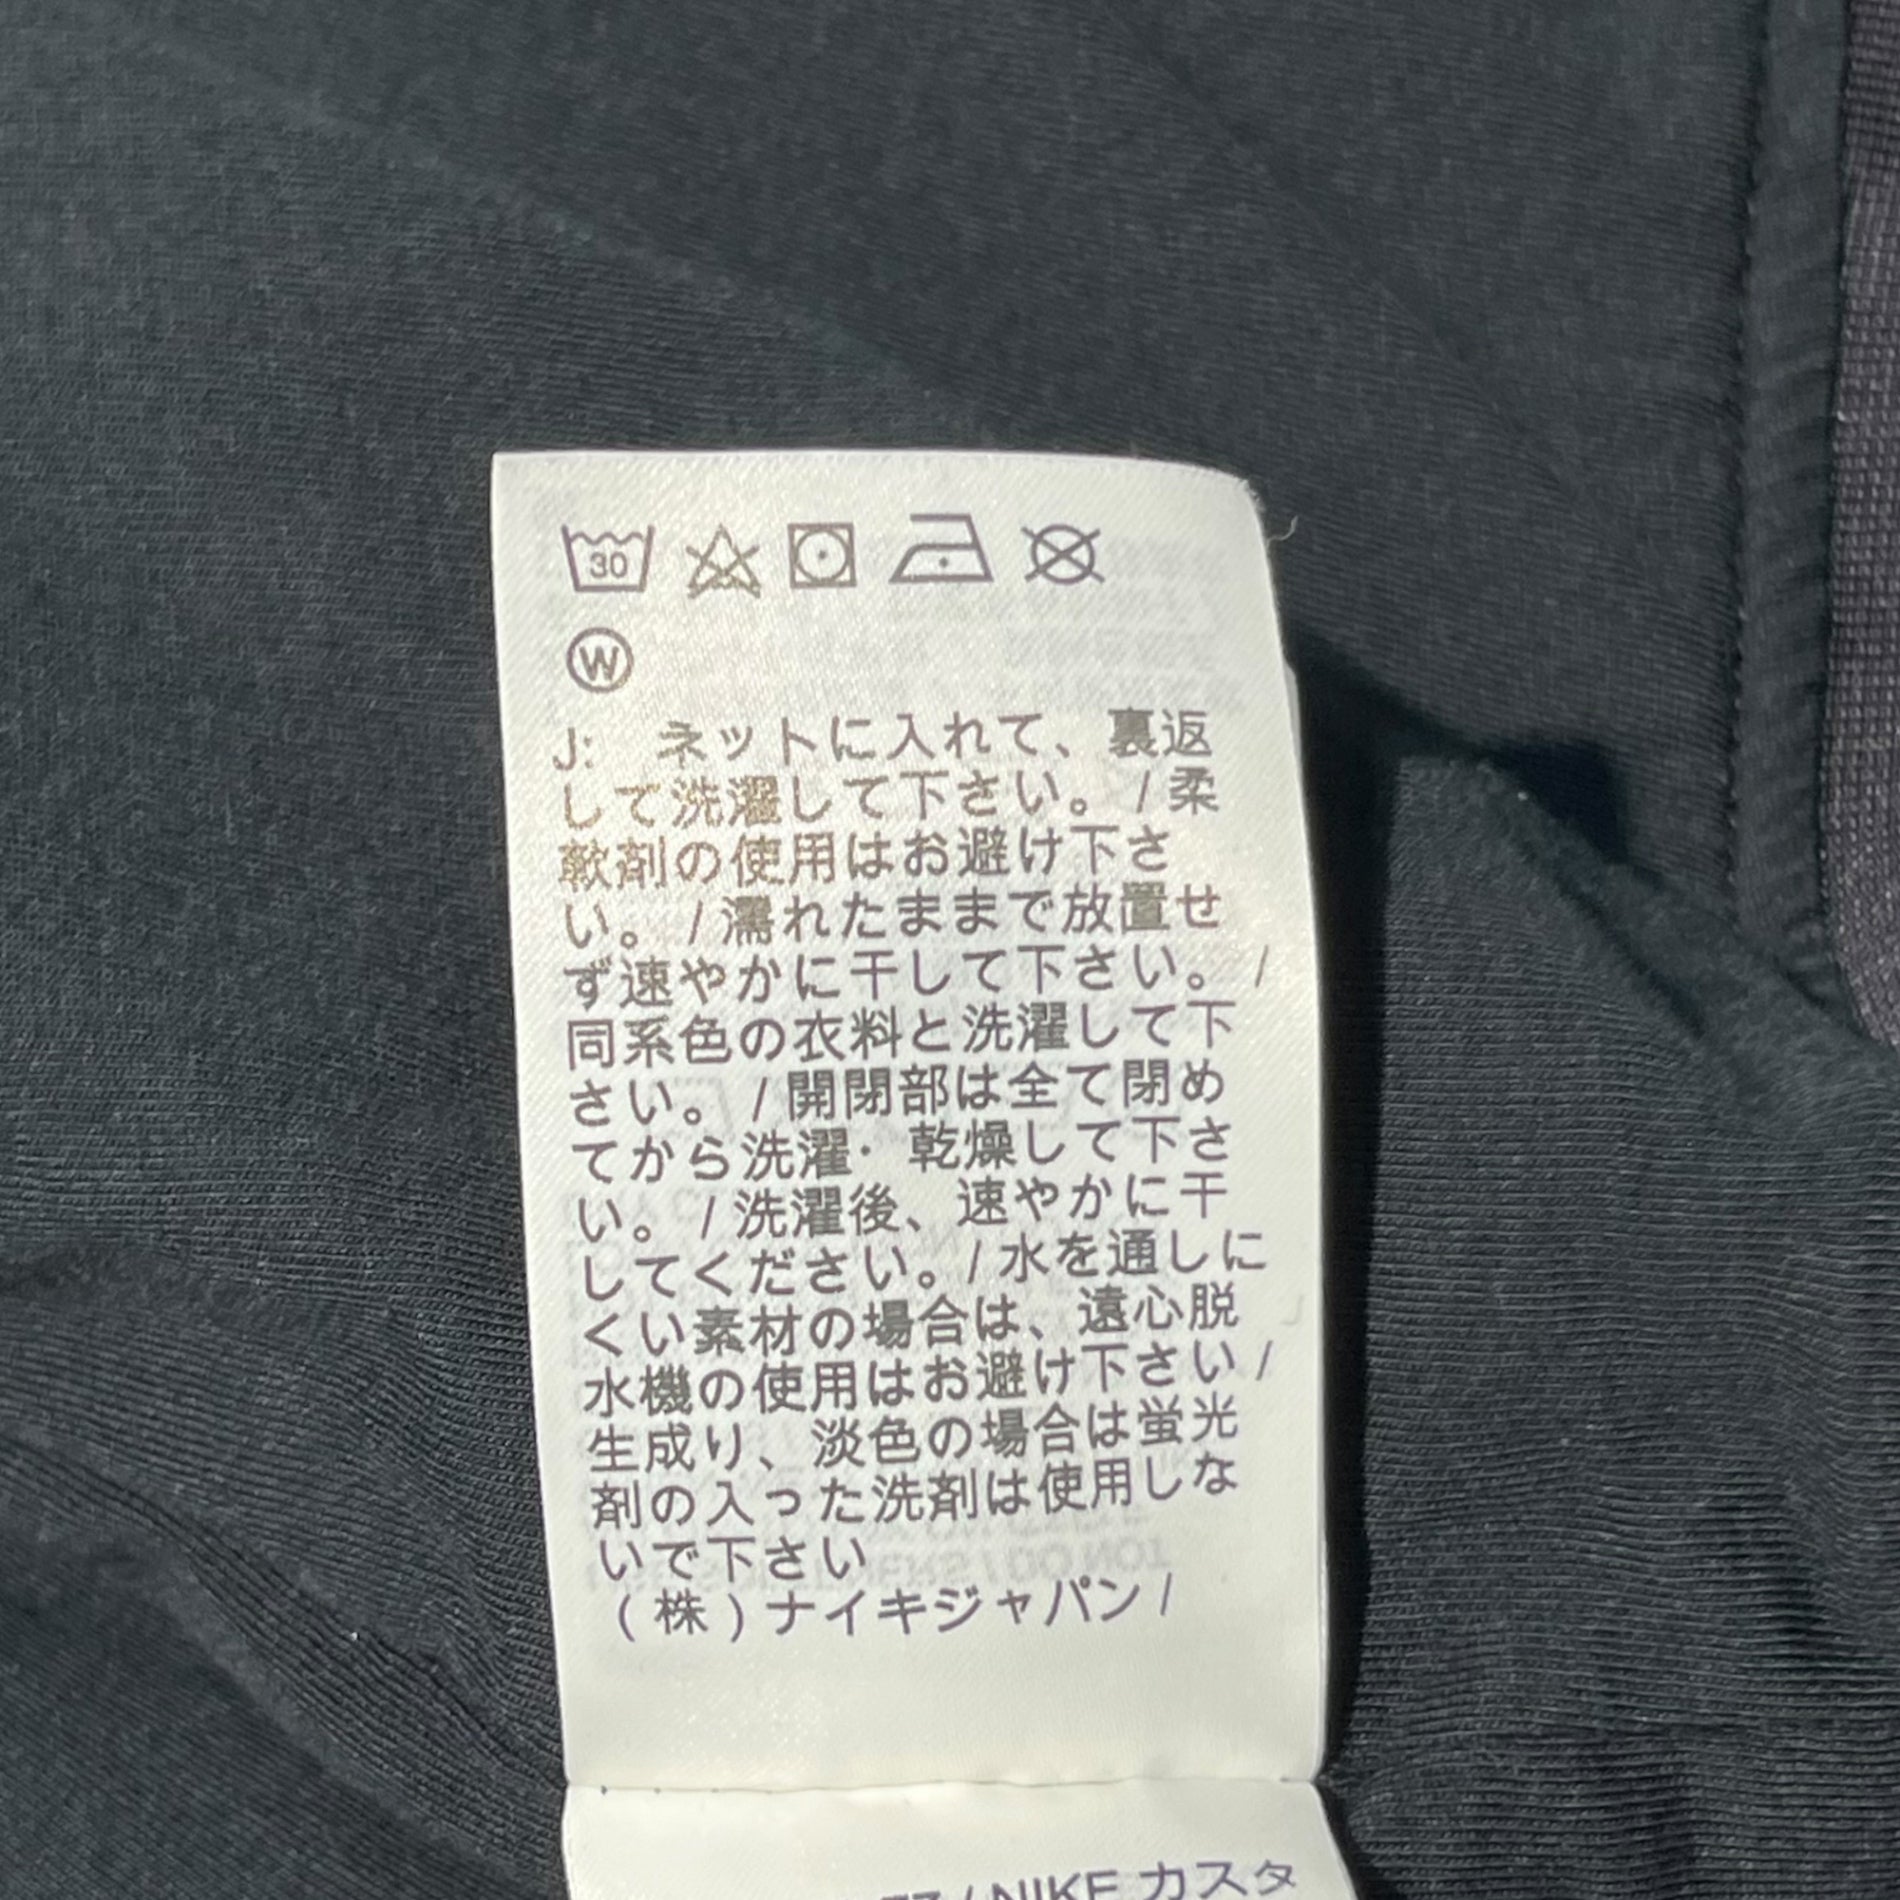 30
W
J: ネットに入れて、裏返
して洗濯して下さい。 / 柔
軟剤の使用はお避け下さ
い。 / 濡れたままで放置せ
ず速やかに干して下さい。 /
同系色の衣料と洗濯して下
さい。 / 開閉部は全て閉め
てから洗濯・乾燥して下さ
い。 / 洗濯後、速やかに干
してください。/ 水を通しに
くい素材の場合は、遠心脱
水機の使用はお避け下さい /
生成り、淡色の場合は蛍光
剤の入った洗剤は使用しな
いで下さい
(株)ナイキジャパン /
/ NIKE カスタ